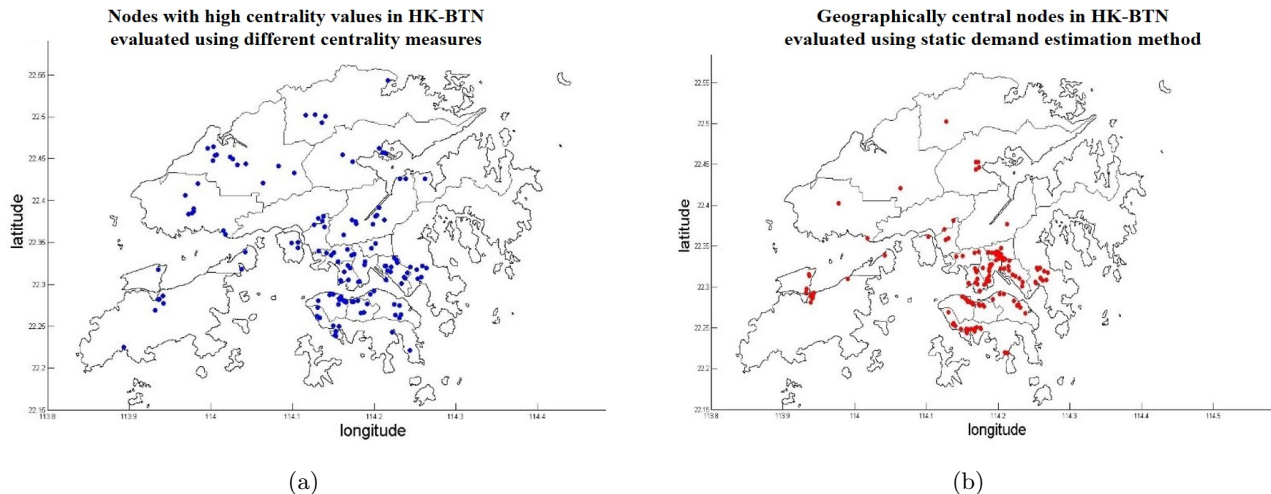 Nodes with high centrality values in HK-BTN
evaluated using different centrality measures
22.55
22.5
22.45
22.4
22.35
22.3
22.25
22.2
22.15
latitude
113.8 113.9 114 114.1 114.2 114.3 114.4
longitude
(a)
Geographically central nodes in HK-BTN
evaluated using static demand estimation method
22.55
22.5
22.45
22.4
22.35
22.3
22.25
22.2
22.15
latitude
113.8 113.9 114 114.1 114.2 114.3 114.4 114.5
longitude
(b)